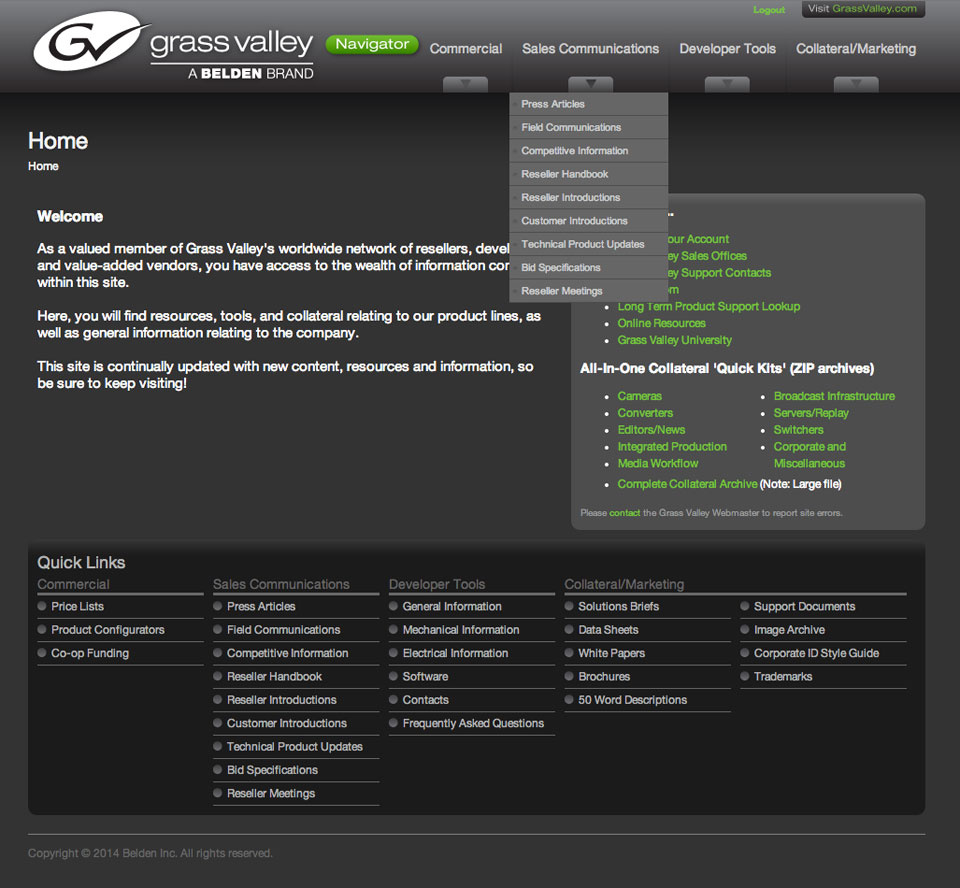 Logout
Visit GrassValley.com
GV grass valley
A BELDEN BRAND
Navigator
Commercial
Sales Communications
Developer Tools
Collateral/Marketing
Press Articles
Field Communications
Competitive Information
Reseller Handbook
Reseller Introductions
Customer Introductions
Technical Product Updates
Bid Specifications
Reseller Meetings
Home
Home
Welcome
As a valued member of Grass Valley's worldwide network of resellers,
and value-added vendors, you have access to the wealth of information
within this site.
Here, you will find resources, tools, and collateral relating to our product lines, as
well as general information relating to the company.
This site is continually updated with new content, resources and information, so
be sure to keep visiting!
our Account
ey Sales Offices
ey Support Contacts
Long Term Product Support Lookup
Online Resources
Grass Valley University
All-In-One Collateral 'Quick Kits' (ZIP archives)
Cameras
Converters
Editors/News
Integrated Production
Media Workflow
Broadcast Infrastructure
Servers/Replay
Switchers
Corporate and
Miscellaneous
Complete Collateral Archive (Note: Large file)
Please contact the Grass Valley Webmaster to report site errors.
Quick Links
Commercial
Price Lists
Product Configurators
Co-op Funding
Sales Communications
Press Articles
Field Communications
Competitive Information
Reseller Handbook
Reseller Introductions
Customer Introductions
Technical Product Updates
Bid Specifications
Reseller Meetings
Developer Tools
General Information
Mechanical Information
Electrical Information
Software
Contacts
Frequently Asked Questions
Collateral/Marketing
Solutions Briefs
Data Sheets
White Papers
Brochures
50 Word Descriptions
Support Documents
Image Archive
Corporate ID Style Guide
Trademarks
Copyright © 2014 Belden Inc. All rights reserved.